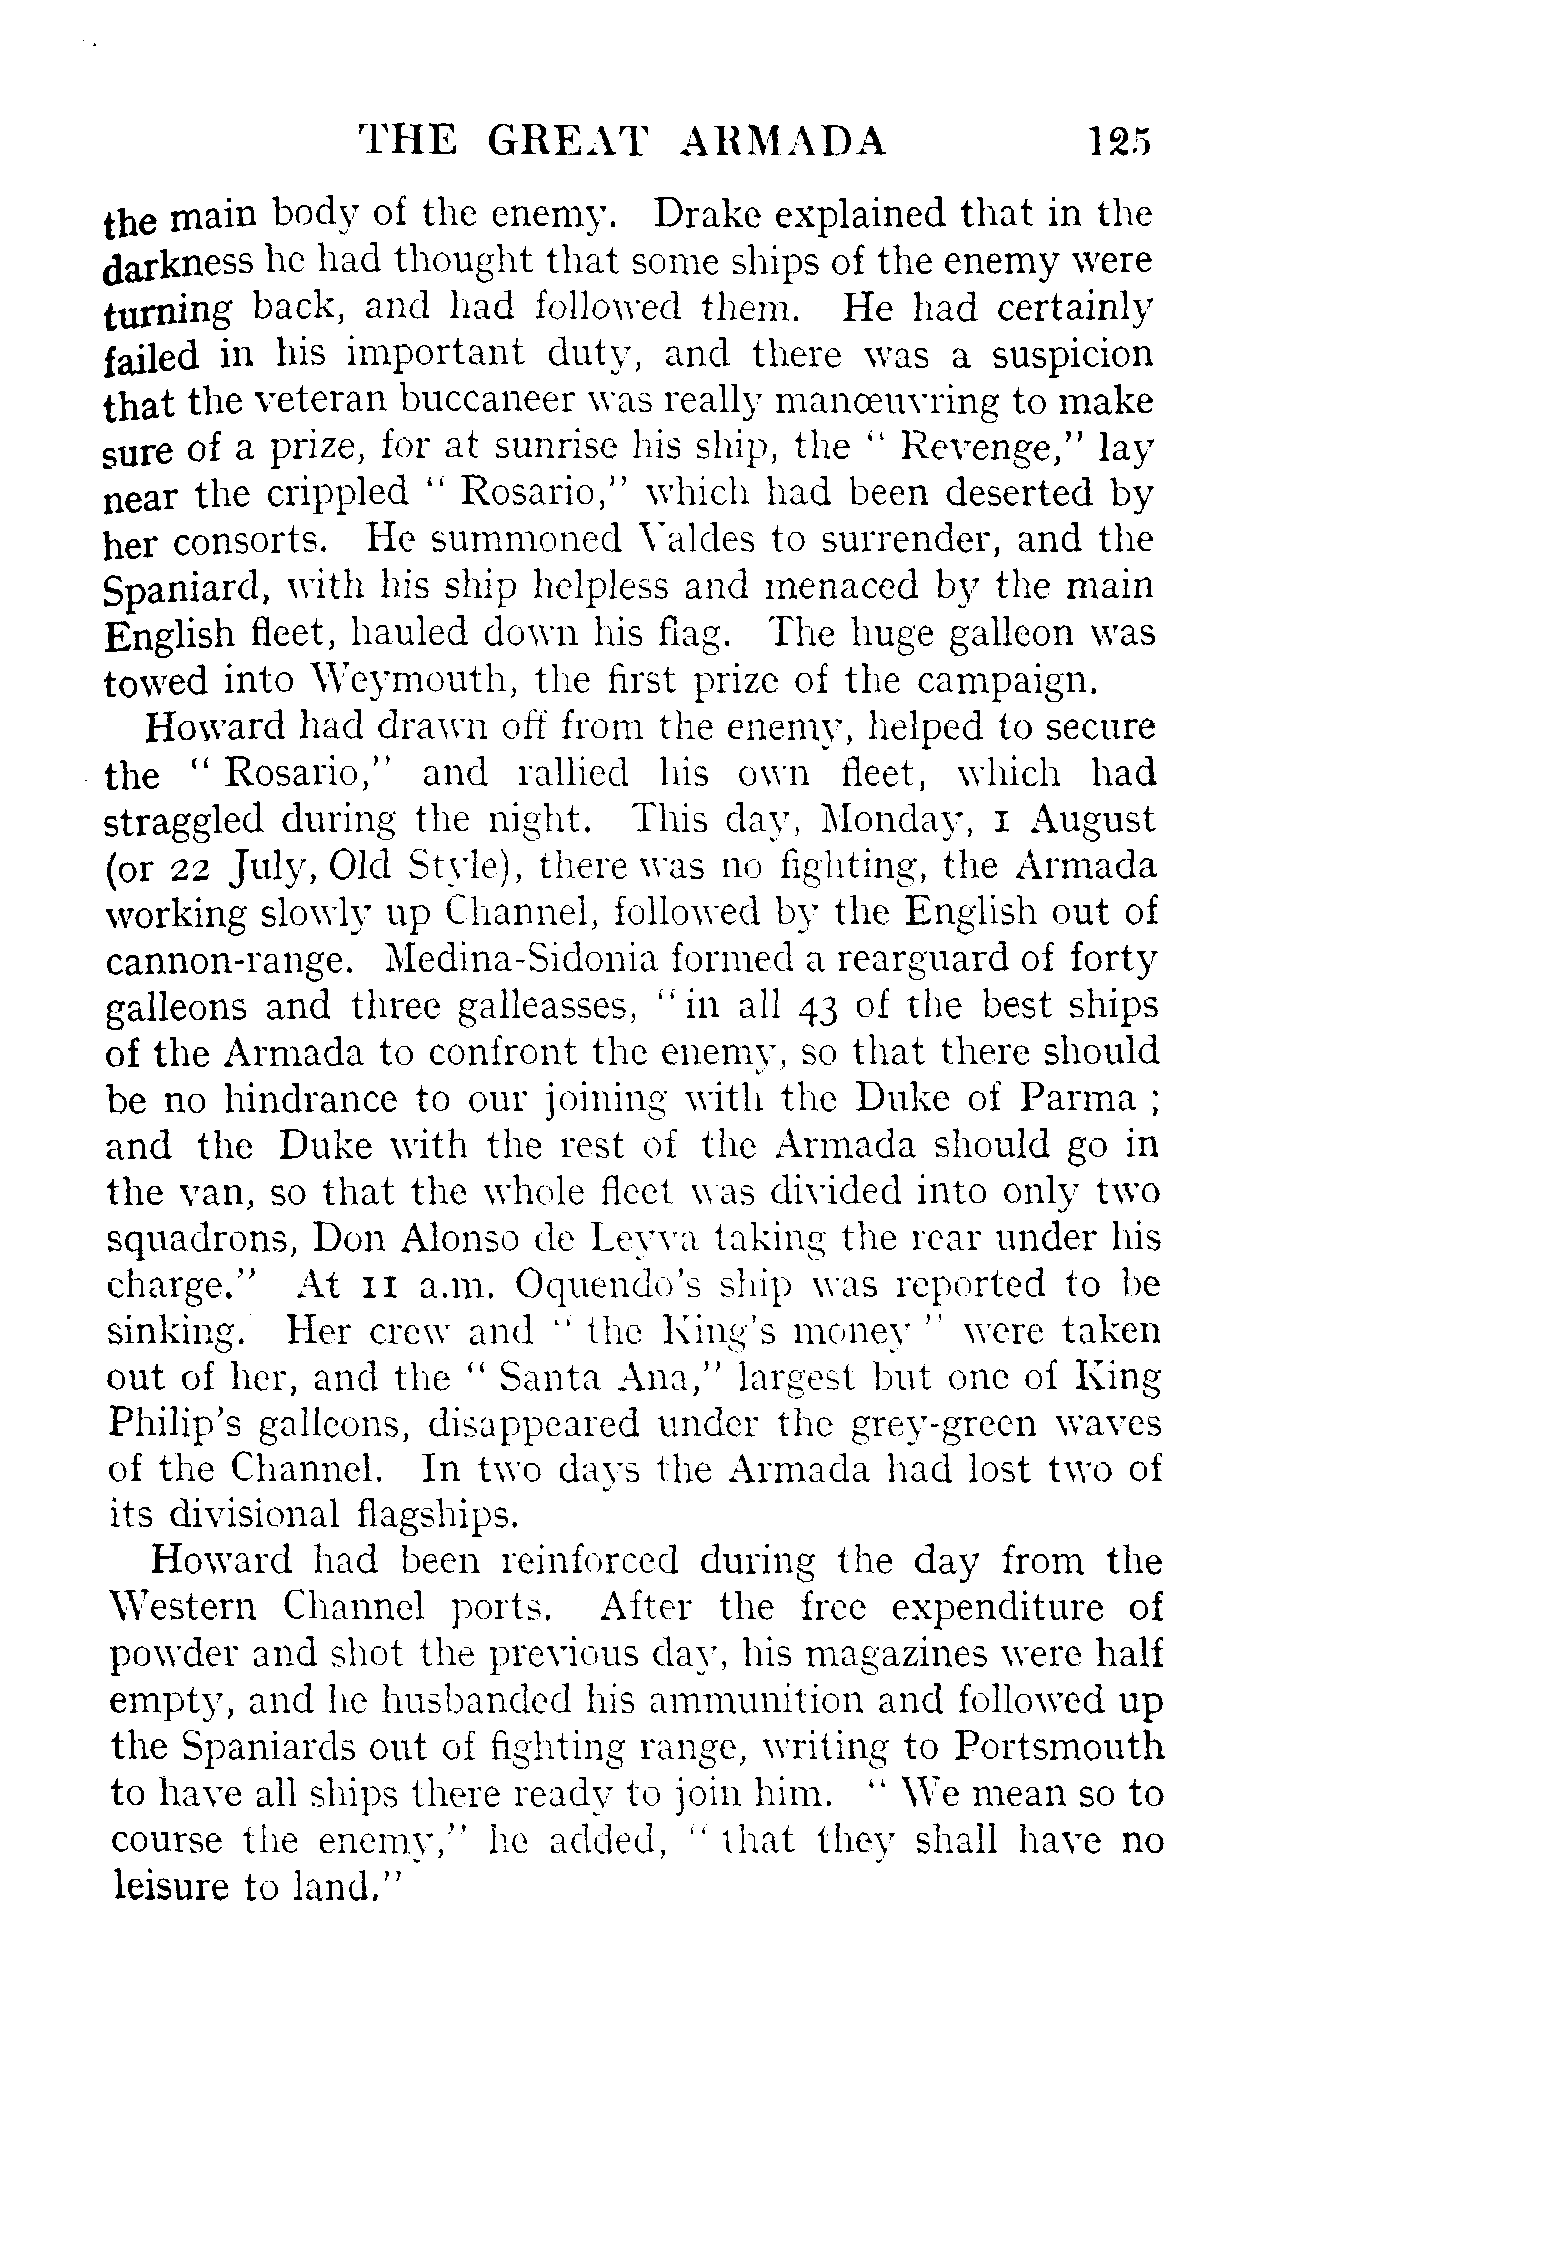 THE GREAT ARMADA 125
the main body of the enemy. Drake explained that in the
darkness he had thought that some ships of the enemy were
turning back, and had followed them. He had certainly
failed in his important duty, and there was a suspicion
that the veteran buccaneer was really manœuvring to make
sure of a prize, for at sunrise his ship, the " Revenge," lay
near the crippled " Rosario," which had been deserted by
her consorts. He summoned Valdes to surrender, and the
Spaniard, with his ship helpless and menaced by the main
English fleet, hauled down his flag. The huge galleon was
towed into Weymouth, the first prize of the campaign.
Howard had drawn off from the enemy, helped to secure
the " Rosario," and rallied his own fleet, which had
straggled during the night. This day, Monday, 1 August
(or 22 July, Old Style), there was no fighting, the Armada
working slowly up Channel, followed by the English out of
cannon-range. Medina-Sidonia formed a rearguard of forty
galleons and three galleasses, "in all 43 of the best ships
of the Armada to confront the enemy, so that there should
be no hindrance to our joining with the Duke of Parma ;
and the Duke with the rest of the Armada should go in
the van, so that the whole fleet was divided into only two
squadrons, Don Alonso de Leyva taking the rear under his
charge." At 11 a.m. Oquendo's ship was reported to be
sinking. Her crew and " the King's money " were taken
out of her, and the " Santa Ana," largest but one of King
Philip's galleons, disappeared under the grey-green waves
of the Channel. In two days the Armada had lost two of
its divisional flagships.
Howard had been reinforced during the day from the
Western Channel ports. After the free expenditure of
powder and shot the previous day, his magazines were half
empty, and he husbanded his ammunition and followed up
the Spaniards out of fighting range, writing to Portsmouth
to have all ships there ready to join him. " We mean so to
course the enemy," he added, " that they shall have no
leisure to land."